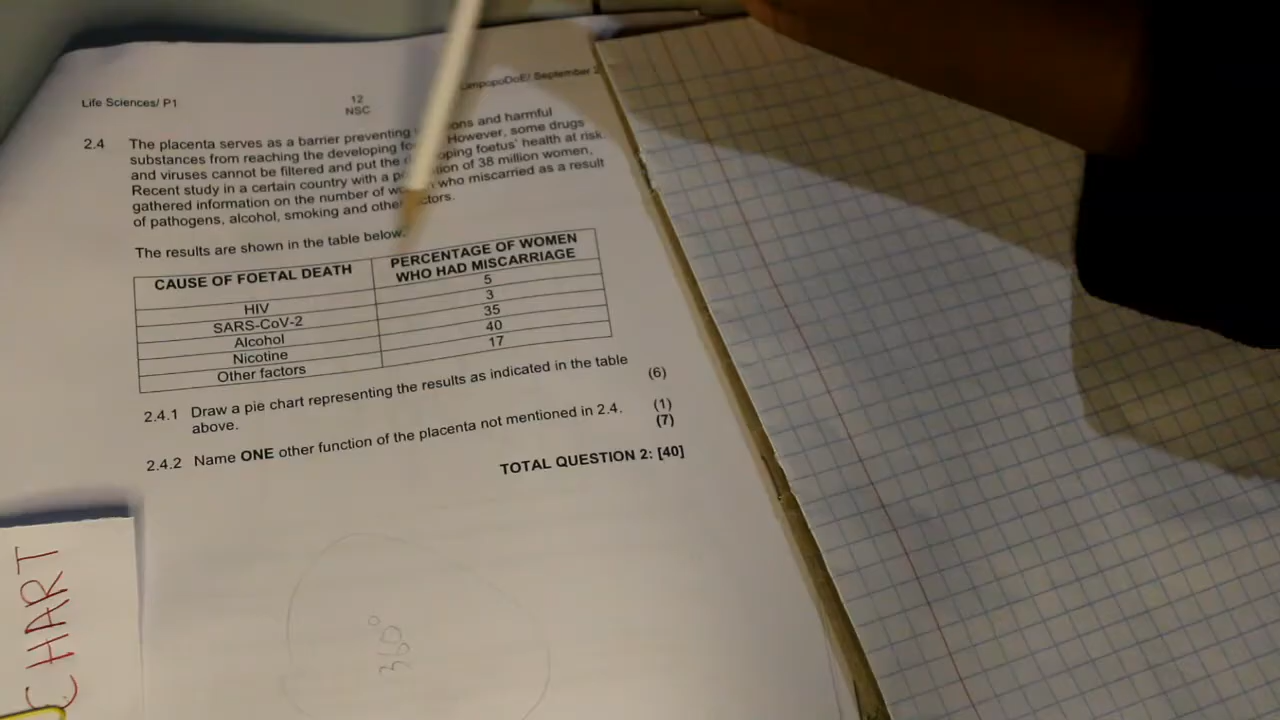 Life Sciences/ P1
12
NSC
LimpopoDoE/ September 2
2.4 The placenta serves as a barrier preventing ons and harmful
substances from reaching the developing fo However, some drugs
and viruses cannot be filtered and put the oping foetus' health at risk.
Recent study in a certain country with a p tion of 38 million women,
gathered information on the number of wo n who miscarried as a result
of pathogens, alcohol, smoking and other ctors.
The results are shown in the table below.
CAUSE OF FOETAL DEATH PERCENTAGE OF WOMEN
WHO HAD MISCARRIAGE
HIV 5
SARS-CoV-2 3
Alcohol 35
Nicotine 40
Other factors 17
2.4.1 Draw a pie chart representing the results as indicated in the table
above. (6)
2.4.2 Name ONE other function of the placenta not mentioned in 2.4. (1)
(7)
TOTAL QUESTION 2: [40]
CHART
360°